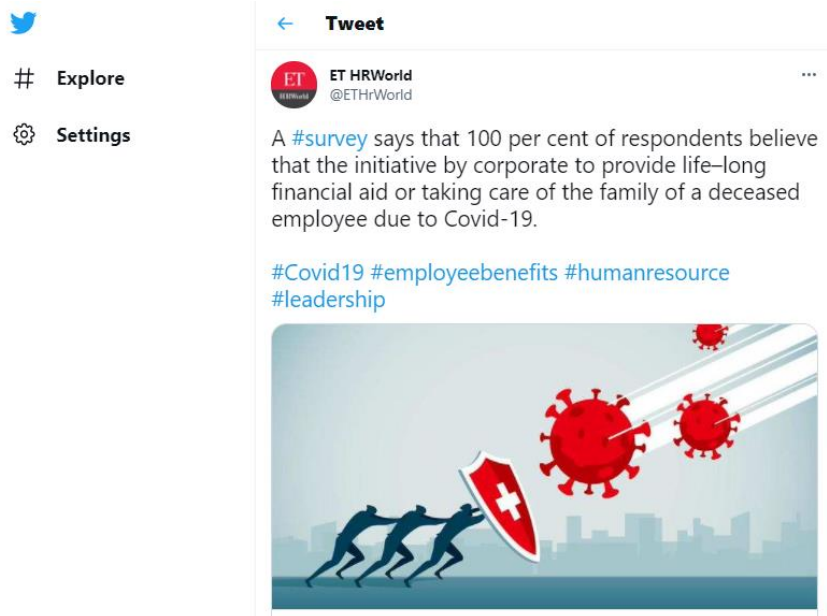 Tweet
Explore
Settings
ET
HRWorld
ET HRWorld
@ETHrWorld
A #survey says that 100 per cent of respondents believe
that the initiative by corporate to provide life–long
financial aid or taking care of the family of a deceased
employee due to Covid-19.
#Covid19 #employeebenefits #humanresource
#leadership